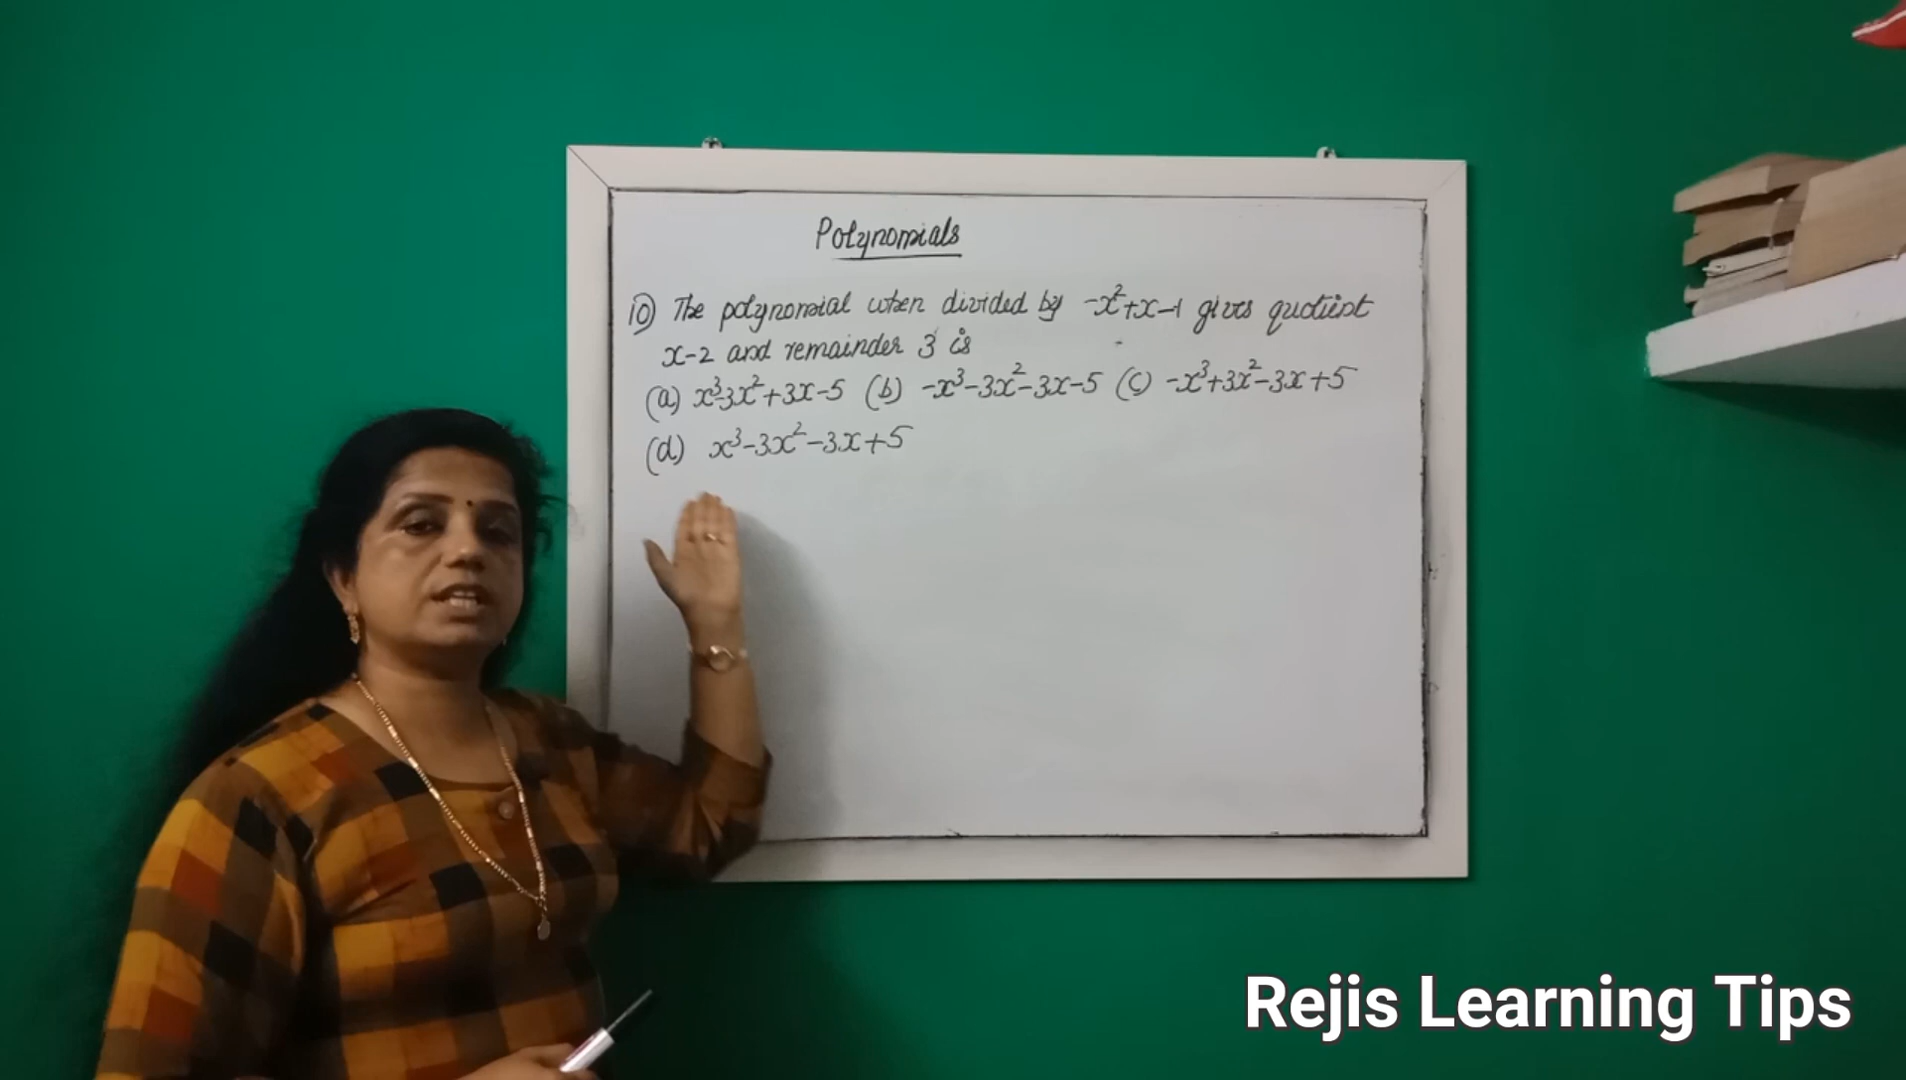 Polynomials
10) The polynomial when divided by -x²+x-1 gives quotient
x-2 and remainder 3 is
(a) x³-3x²+3x-5 (b) -x³-3x²-3x-5 (c) -x³+3x²-3x+5
(d) x³-3x²-3x+5
Rejis Learning Tips